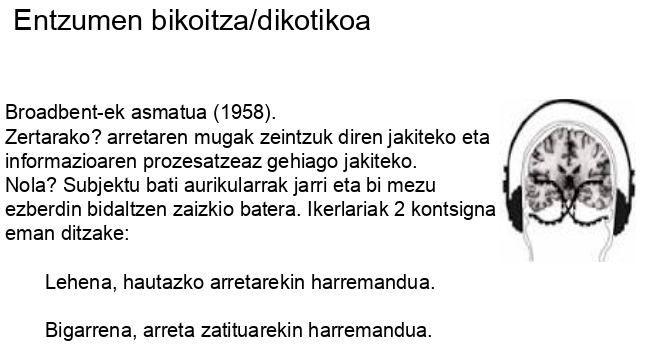 Entzumen bikoitza/dikotikoa
Broadbent-ek asmatua (1958).
Zertarako? arretaren mugak zeintzuk diren jakiteko eta
informazioaren prozesatzeaz gehiago jakiteko.
Nola? Subjektu bati aurikularrak jarri eta bi mezu
ezberdin bidaltzen zaizkio batera. Ikerlariak 2 kontsigna
eman ditzake:
Lehena, hautazko arretarekin harremandua.
Bigarrena, arreta zatituarekin harremandua.